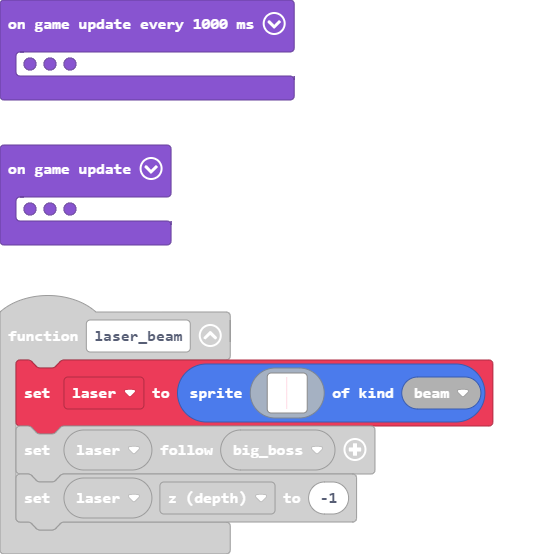 on game update every 1000 ms
on game update
function laser_beam
set laser to sprite of kind beam
set laser follow big_boss
set laser z (depth) to -1